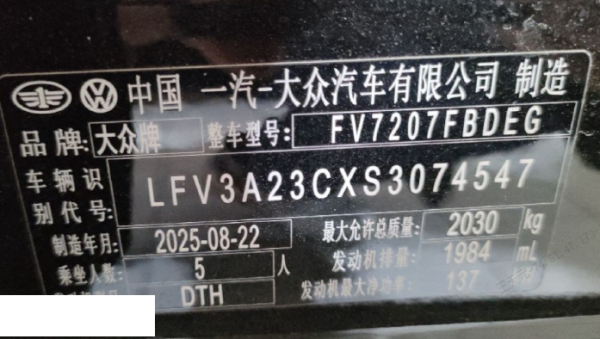 中国 一汽-大众汽车有限公司 制造
品牌: 大众牌 整车型号: FV7207FBDEG
车辆识别代号: LFV3A23CXS3074547
制造年月: 2025-08-22 最大允许总质量: 2030 kg
乘坐人数: 5 人 发动机排量: 1984 mL
DTH 发动机最大净功率: 137